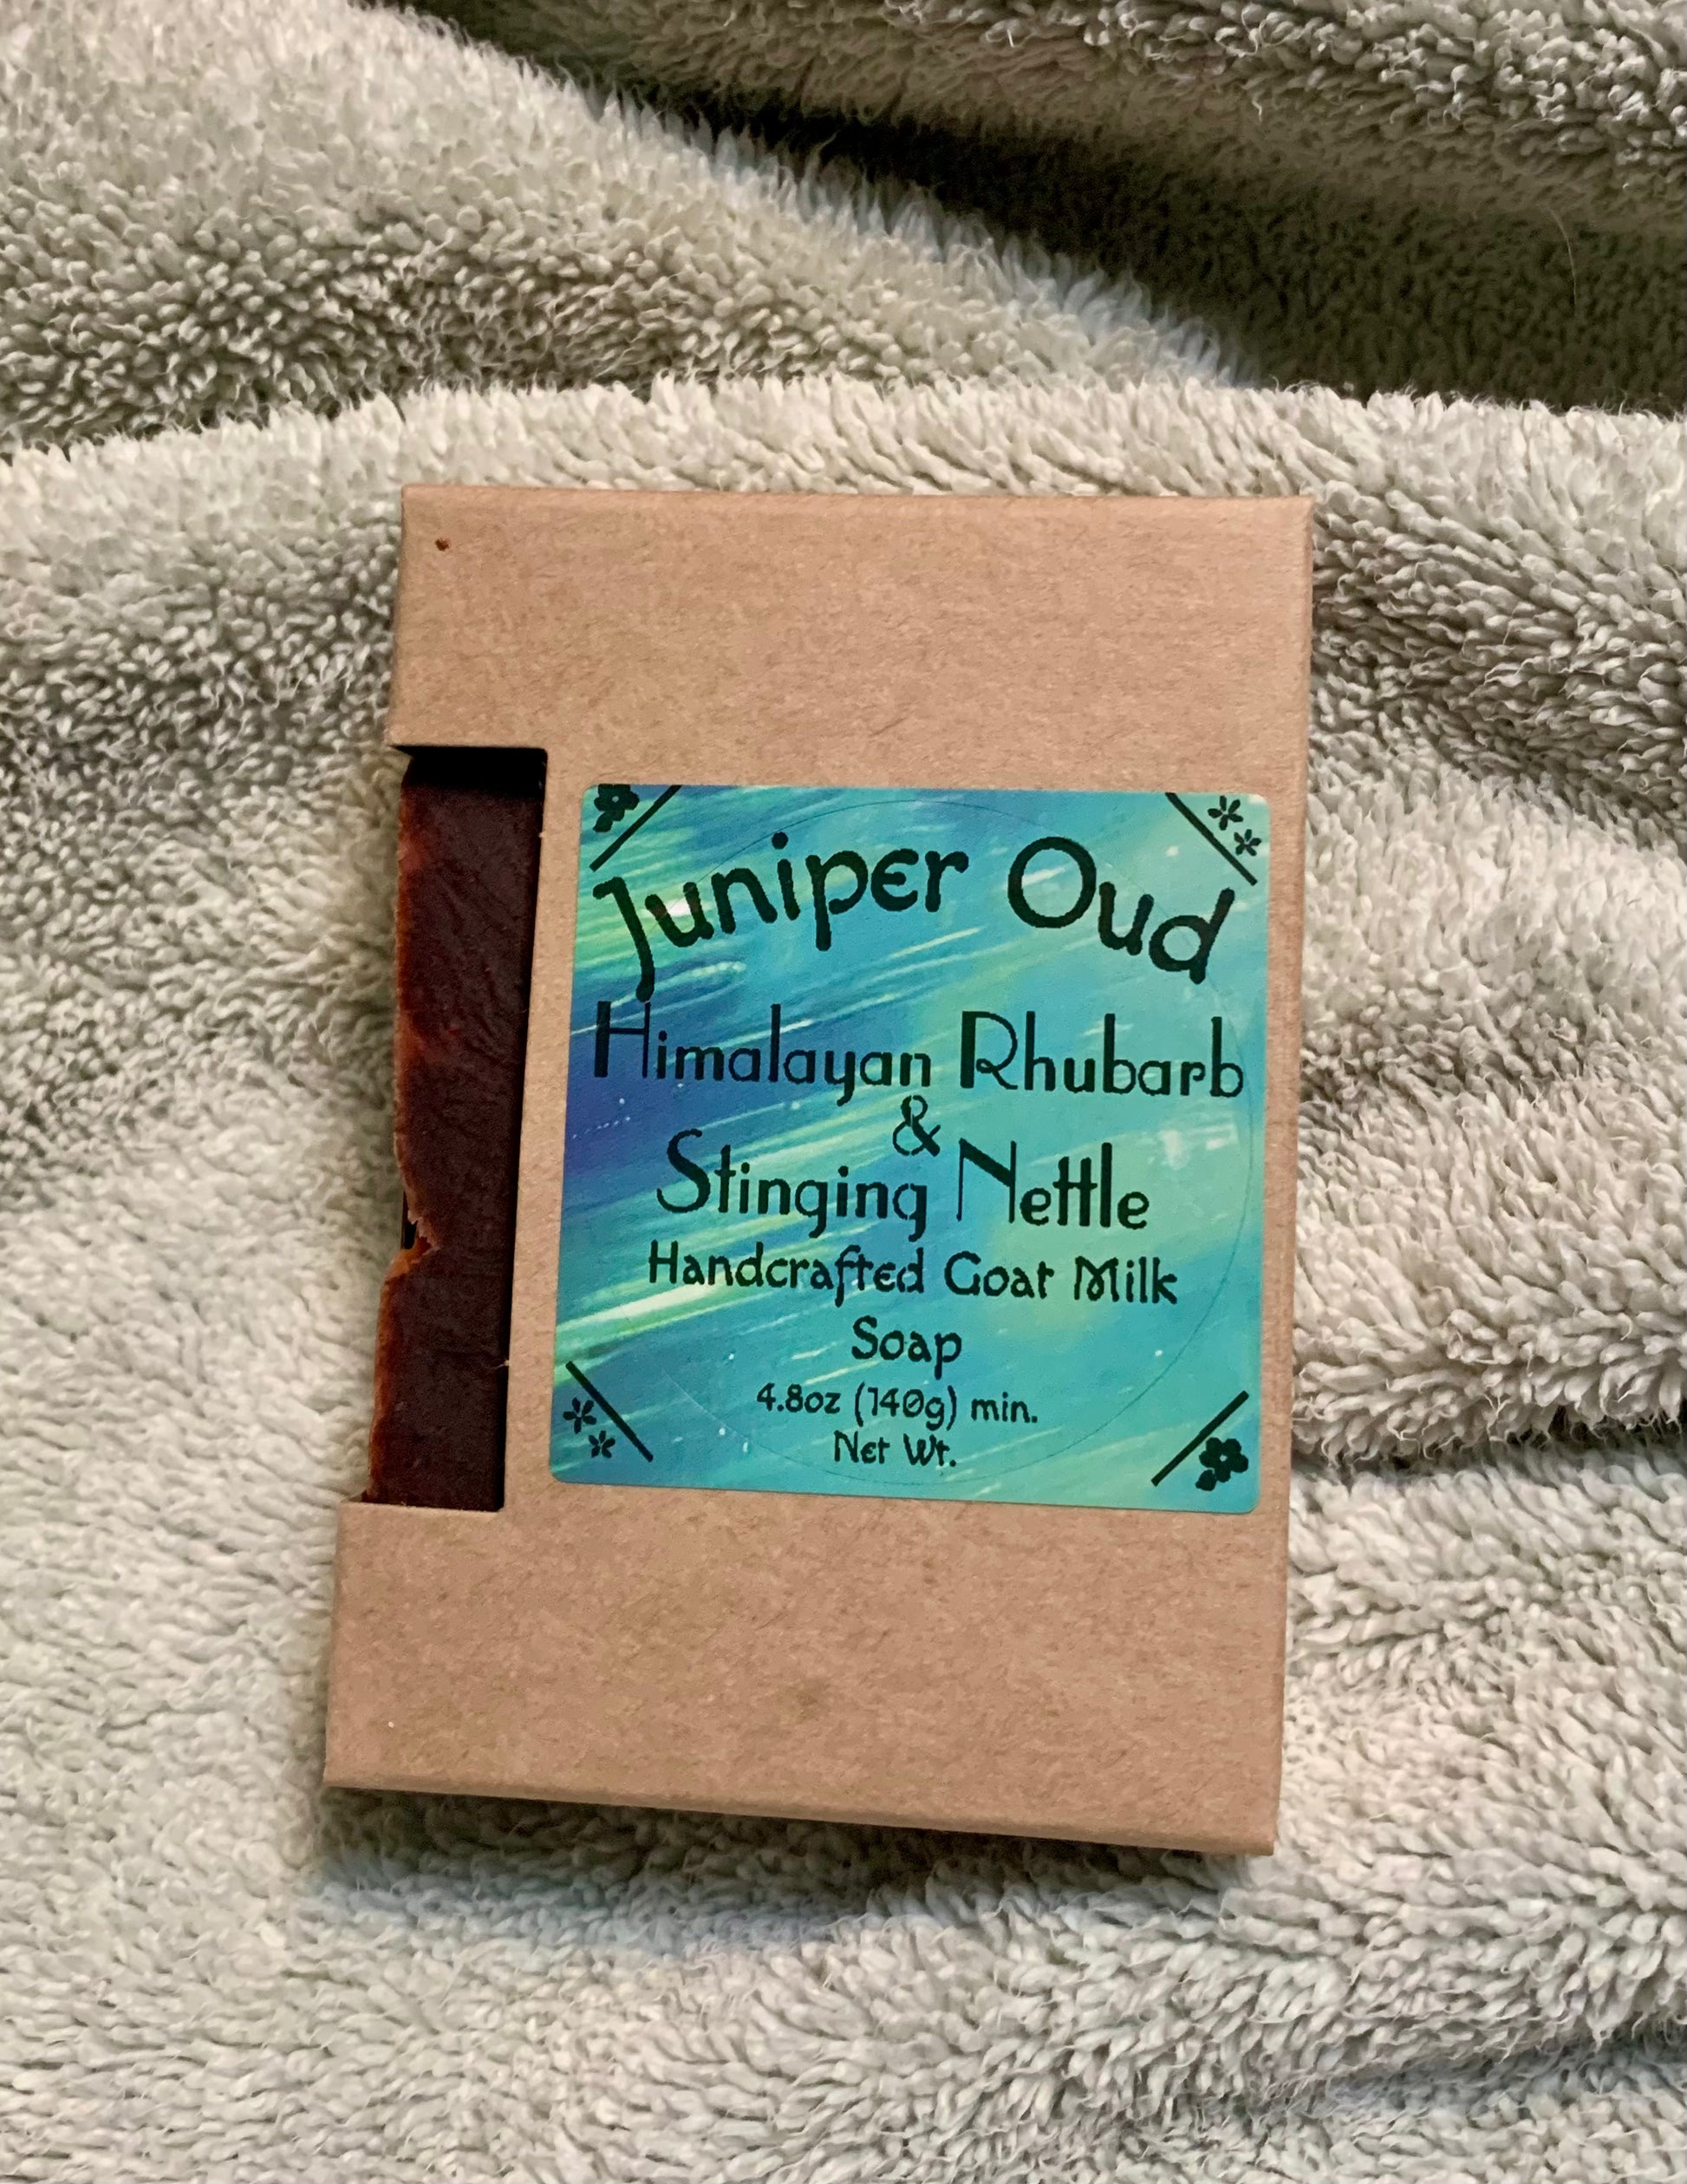 Juniper Oud
Himalayan Rhubarb
&
Stinging Nettle
Handcrafted Goat Milk
Soap
4.8oz (140g) min.
Net Wt.